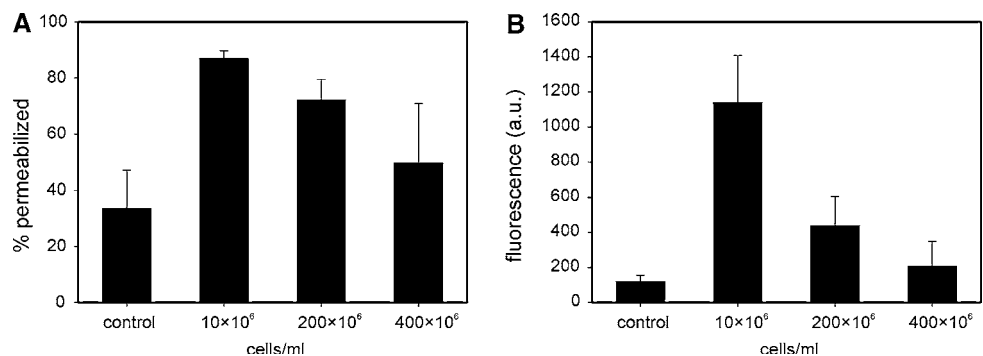 A
100
80
60
40
20
0
% permeabilized
control 10×10⁶ 200×10⁶ 400×10⁶
cells/ml
B
1600
1400
1200
1000
800
600
400
200
0
fluorescence (a.u.)
control 10×10⁶ 200×10⁶ 400×10⁶
cells/ml